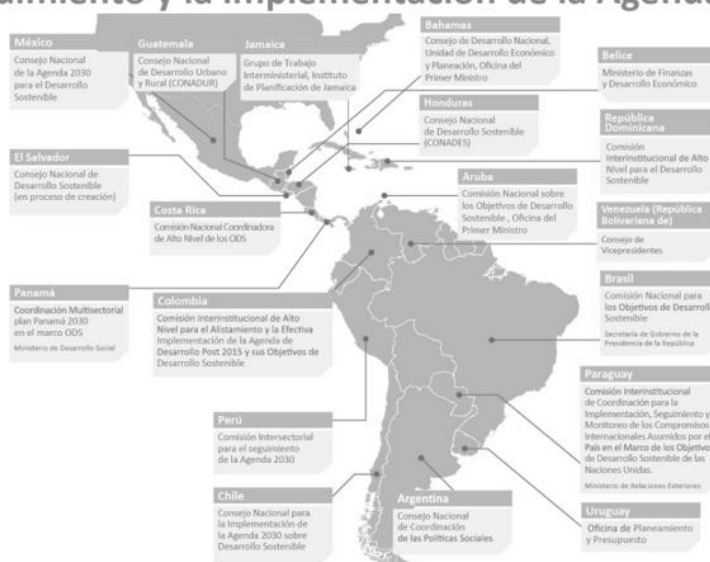 imiento y la implementación de la Agenda
México
Consejo Nacional
de la Agenda 2030
para el Desarrollo
Sostenible
Guatemala
Consejo Nacional
de Desarrollo Urbano
y Rural (CONADUR)
Jamaica
Grupo de Trabajo
Interministerial, Instituto
de Planificación de Jamaica
Bahamas
Consejo de Desarrollo Nacional,
Unidad de Desarrollo Económico
y Planeación, Oficina del
Primer Ministro
Belice
Ministerio de Finanzas
y Desarrollo Económico
Honduras
Consejo Nacional
de Desarrollo Sostenible
(CONADES)
República
Dominicana
Comisión
Interinstitucional de Alto
Nivel para el Desarrollo
Sostenible
El Salvador
Consejo Nacional de
Desarrollo Sostenible
(en proceso de creación)
Aruba
Comisión Nacional sobre
los Objetivos de Desarrollo
Sostenible , Oficina del
Primer Ministro
Costa Rica
Comisión Nacional Coordinadora
de Alto Nivel de los ODS
Venezuela (República
Bolivariana de)
Consejo de
Vicepresidentes
Panamá
Coordinación Multisectorial
plan Panamá 2030
en el marco ODS
Ministerio de Desarrollo Social
Colombia
Comisión Interinstitucional de Alto
Nivel para el Alistamiento y la Efectiva
Implementación de la Agenda de
Desarrollo Post 2015 y sus Objetivos de
Desarrollo Sostenible
Brasil
Comisión Nacional para
los Objetivos de Desarroll
Sostenible
Secretaria de Gobierno de la
Presidencia de la República
Paraguay
Comisión Interinstitucional
de Coordinación para la
Implementación, Seguimiento y
Monitoreo de los Compromisos
Internacionales Asumidos por el
País en el Marco de los Objetivo
de Desarrollo Sostenible de las
Naciones Unidas.
Ministerio de Relaciones Exteriores
Perú
Comisión Intersectorial
para el seguimiento
de la Agenda 2030
Chile
Consejo Nacional para
la Implementación de
la Agenda 2030 sobre
Desarrollo Sostenible
Argentina
Consejo Nacional
de Coordinación
de las Políticas Sociales
Uruguay
Oficina de Planeamiento
y Presupuesto